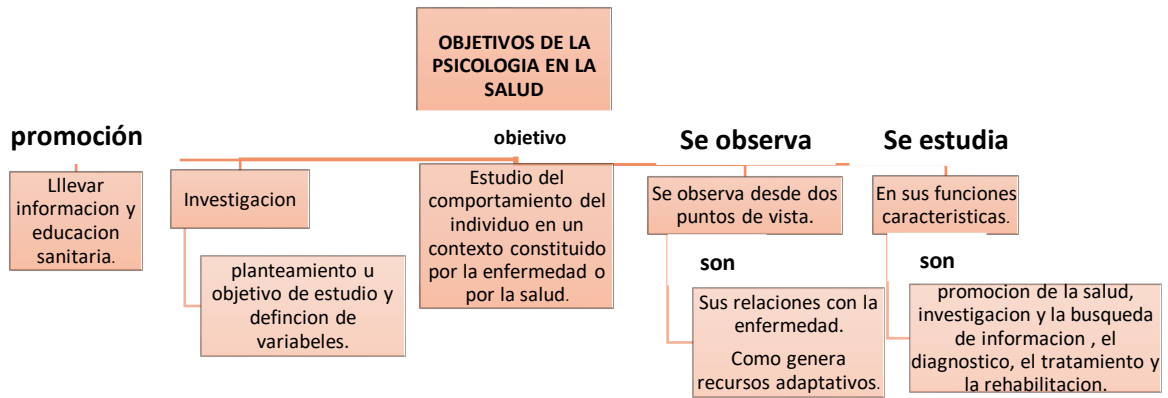 OBJETIVOS DE LA
PSICOLOGIA EN LA
SALUD
promoción
Lllevar
informacion y
educacion
sanitaria.
Investigacion
planteamiento u
objetivo de estudio y
defincion de
variabeles.
objetivo
Estudio del
comportamiento del
individuo en un
contexto constituido
por la enfermedad o
por la salud.
Se observa
Se observa desde dos
puntos de vista.
son
Sus relaciones con la
enfermedad.
Como genera
recursos adaptativos.
Se estudia
En sus funciones
caracteristicas.
son
promocion de la salud,
investigacion y la busqueda
de informacion , el
diagnostico, el tratamiento y
la rehabilitacion.